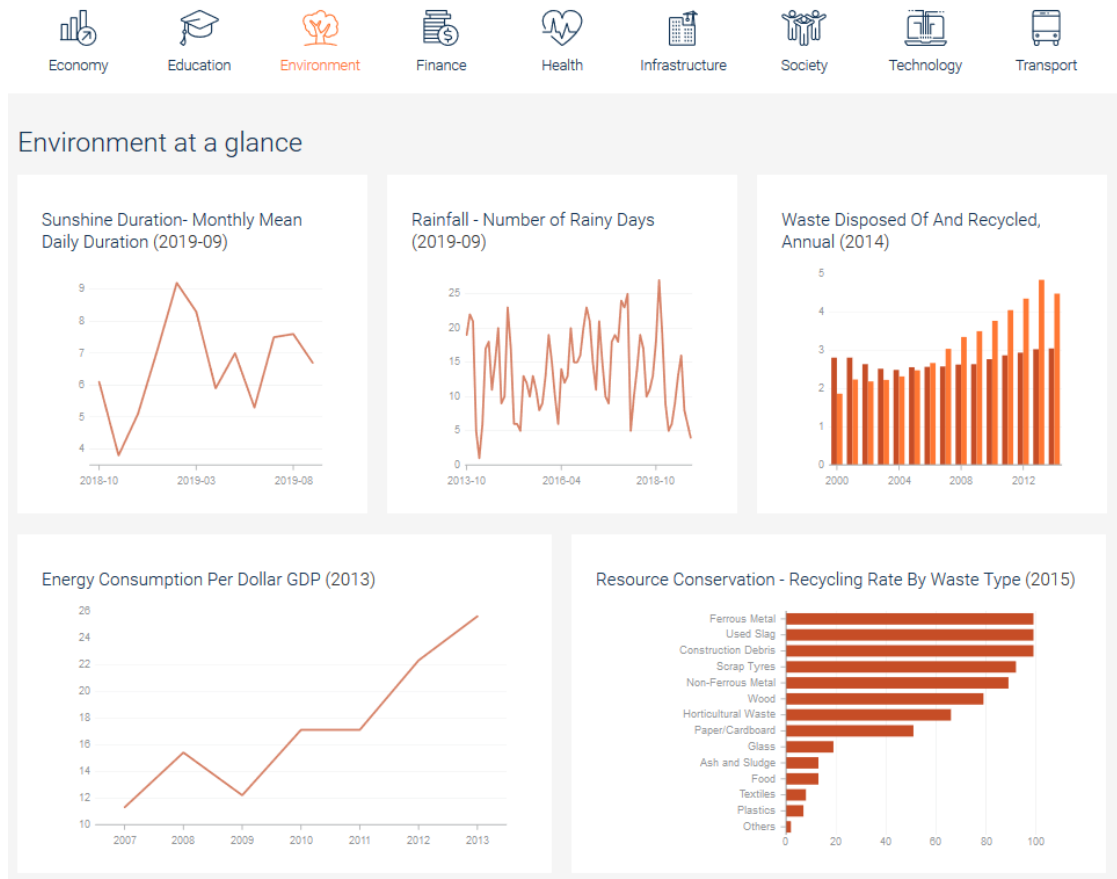 Economy
Education
Environment
Finance
Health
Infrastructure
Society
Technology
Transport
Environment at a glance
Sunshine Duration- Monthly Mean
Daily Duration (2019-09)
9
8
7
6
5
4
2018-10
2019-03
2019-08
Rainfall - Number of Rainy Days
(2019-09)
25
20
15
10
5
0
2013-10
2016-04
2018-10
Waste Disposed Of And Recycled,
Annual (2014)
5
4
3
2
1
0
2000
2004
2008
2012
Energy Consumption Per Dollar GDP (2013)
26
24
22
20
18
16
14
12
10
2007
2008
2009
2010
2011
2012
2013
Resource Conservation - Recycling Rate By Waste Type (2015)
Ferrous Metal
Used Slag
Construction Debris
Scrap Tyres
Non-Ferrous Metal
Wood
Horticultural Waste
Paper/Cardboard
Glass
Ash and Sludge
Food
Textiles
Plastics
Others
0
20
40
60
80
100